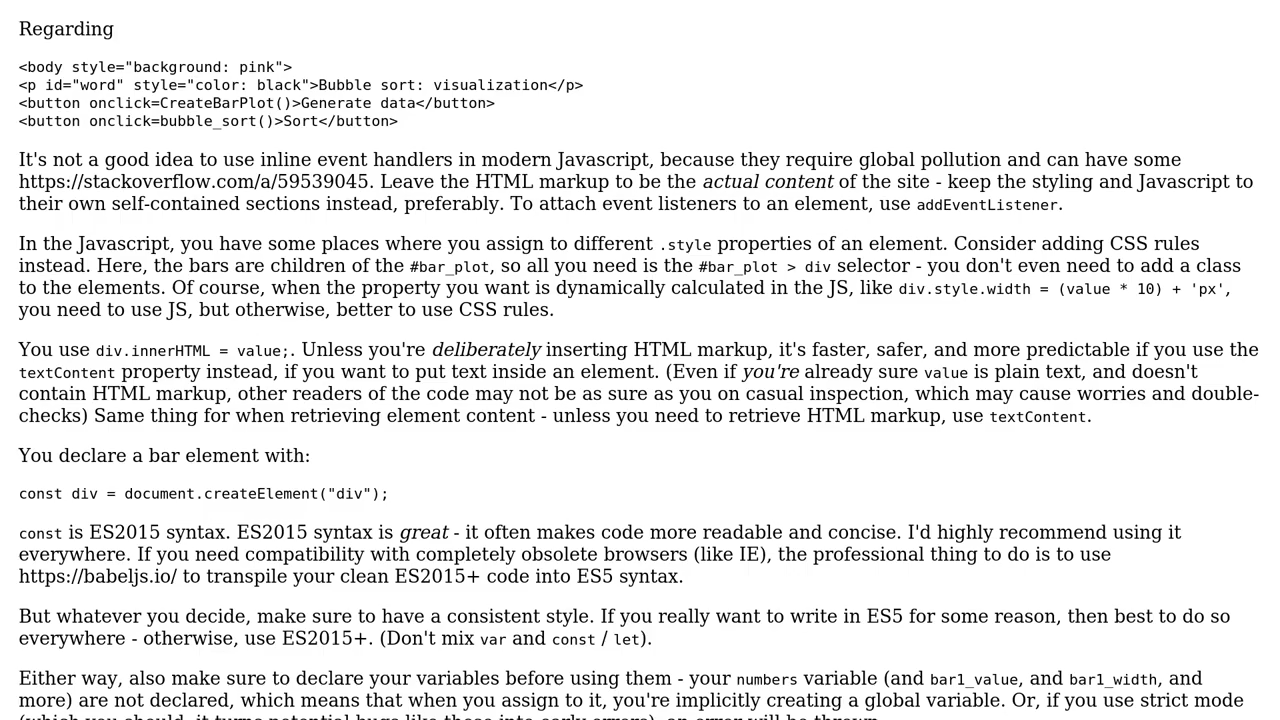 Regarding
<body style="background: pink">
<p id="word" style="color: black">Bubble sort: visualization</p>
<button onclick=CreateBarPlot()>Generate data</button>
<button onclick=bubble_sort()>Sort</button>
It's not a good idea to use inline event handlers in modern Javascript, because they require global pollution and can have some
https://stackoverflow.com/a/59539045. Leave the HTML markup to be the actual content of the site - keep the styling and Javascript to
their own self-contained sections instead, preferably. To attach event listeners to an element, use addEventListener.
In the Javascript, you have some places where you assign to different .style properties of an element. Consider adding CSS rules
instead. Here, the bars are children of the #bar_plot, so all you need is the #bar_plot > div selector - you don't even need to add a class
to the elements. Of course, when the property you want is dynamically calculated in the JS, like div.style.width = (value * 10) + 'px',
you need to use JS, but otherwise, better to use CSS rules.
You use div.innerHTML = value;. Unless you're deliberately inserting HTML markup, it's faster, safer, and more predictable if you use the
textContent property instead, if you want to put text inside an element. (Even if you're already sure value is plain text, and doesn't
contain HTML markup, other readers of the code may not be as sure as you on casual inspection, which may cause worries and double-
checks) Same thing for when retrieving element content - unless you need to retrieve HTML markup, use textContent.
You declare a bar element with:
const div = document.createElement("div");
const is ES2015 syntax. ES2015 syntax is great - it often makes code more readable and concise. I'd highly recommend using it
everywhere. If you need compatibility with completely obsolete browsers (like IE), the professional thing to do is to use
https://babeljs.io/ to transpile your clean ES2015+ code into ES5 syntax.
But whatever you decide, make sure to have a consistent style. If you really want to write in ES5 for some reason, then best to do so
everywhere - otherwise, use ES2015+. (Don't mix var and const / let).
Either way, also make sure to declare your variables before using them - your numbers variable (and bar1_value, and bar1_width, and
more) are not declared, which means that when you assign to it, you're implicitly creating a global variable. Or, if you use strict mode
(which you should, it turns potential bugs like these into early errors), an error will be thrown.